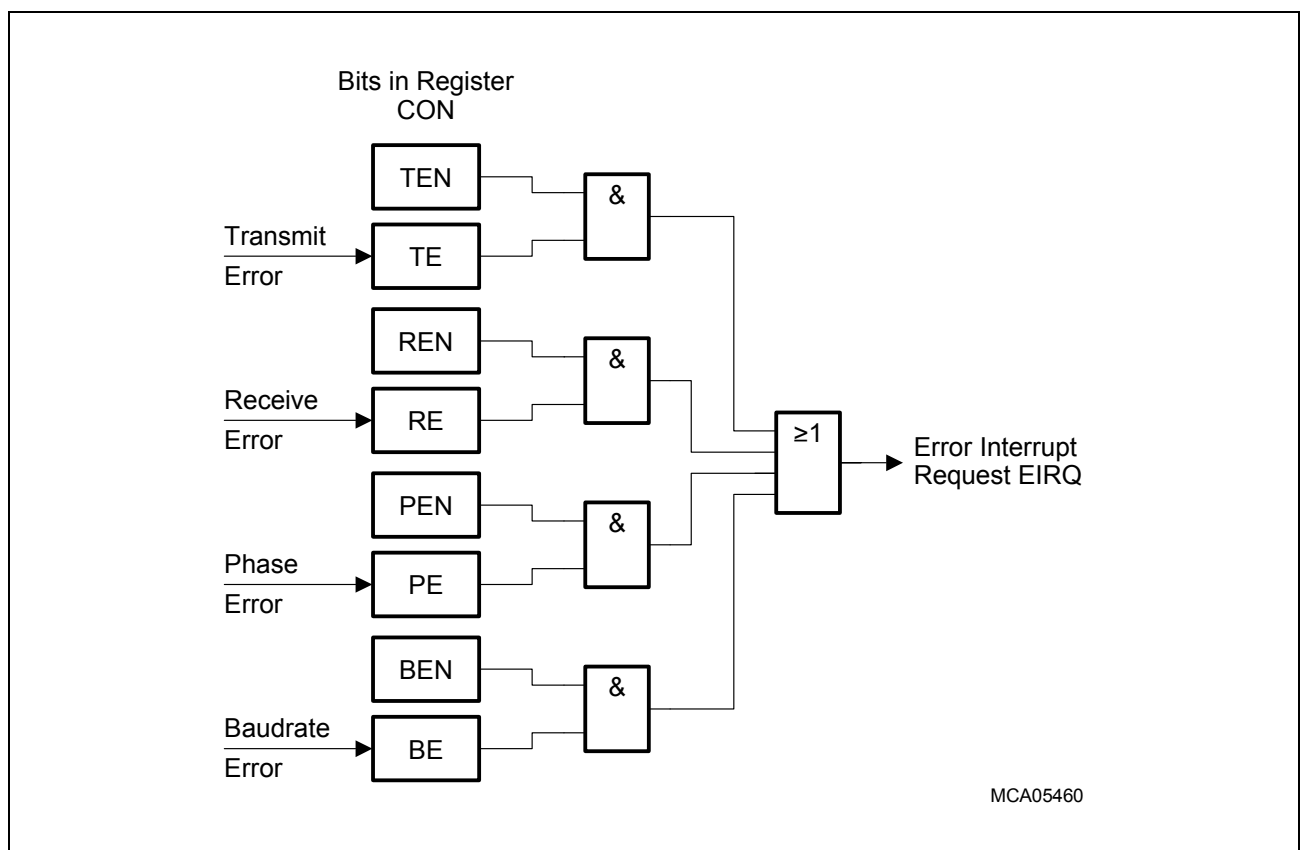 Bits in Register
CON
TEN
&
Transmit
Error
TE
REN
&
Receive
Error
RE
≥1
Error Interrupt
Request EIRQ
PEN
&
Phase
Error
PE
BEN
&
Baudrate
Error
BE
MCA05460